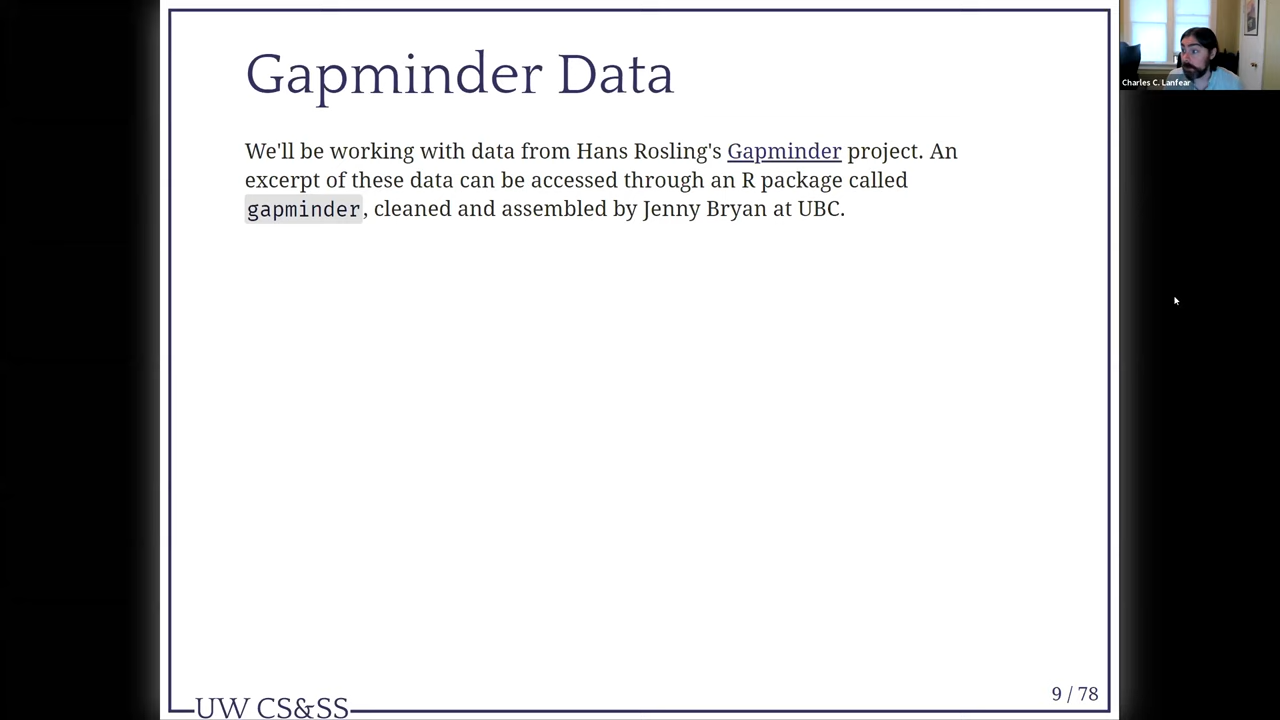 Gapminder Data
We'll be working with data from Hans Rosling's Gapminder project. An
excerpt of these data can be accessed through an R package called
gapminder, cleaned and assembled by Jenny Bryan at UBC.
Charles C. Lanfear
9 / 78
UW CS&SS